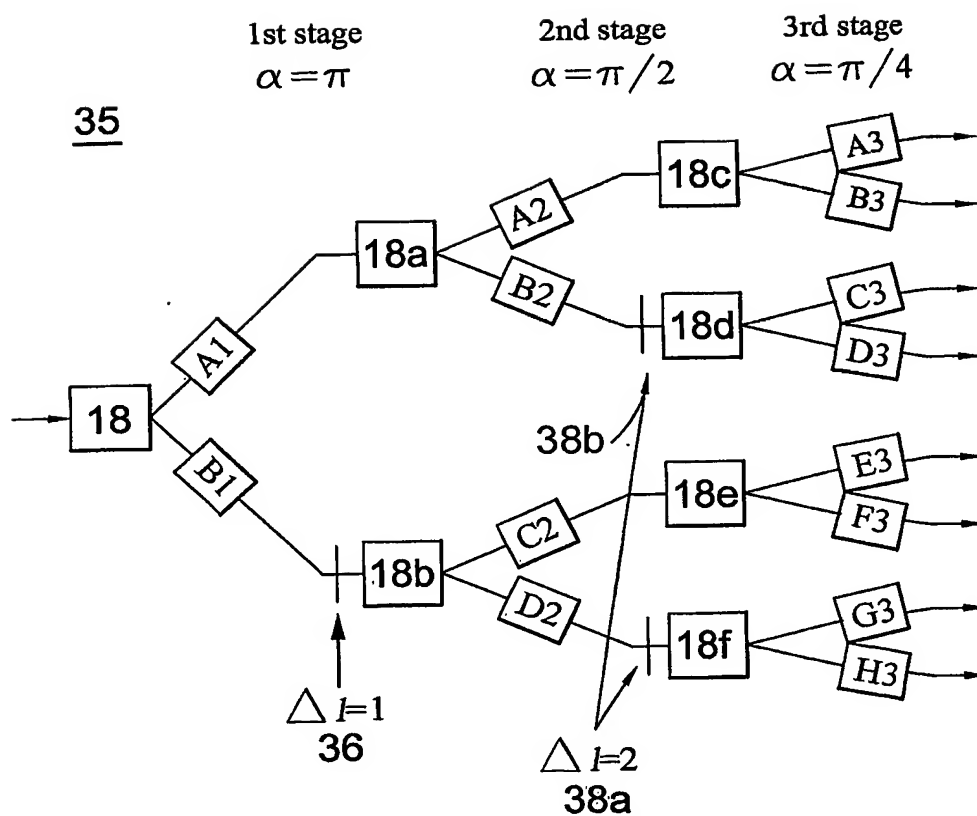 1st stage
2nd stage
3rd stage
α=π
α=π/2
α=π/4
35
18
A1
B1
18a
18b
A2
B2
C2
D2
18c
18d
18e
18f
A3
B3
C3
D3
E3
F3
G3
H3
38b
△ l=1
36
△ l=2
38a